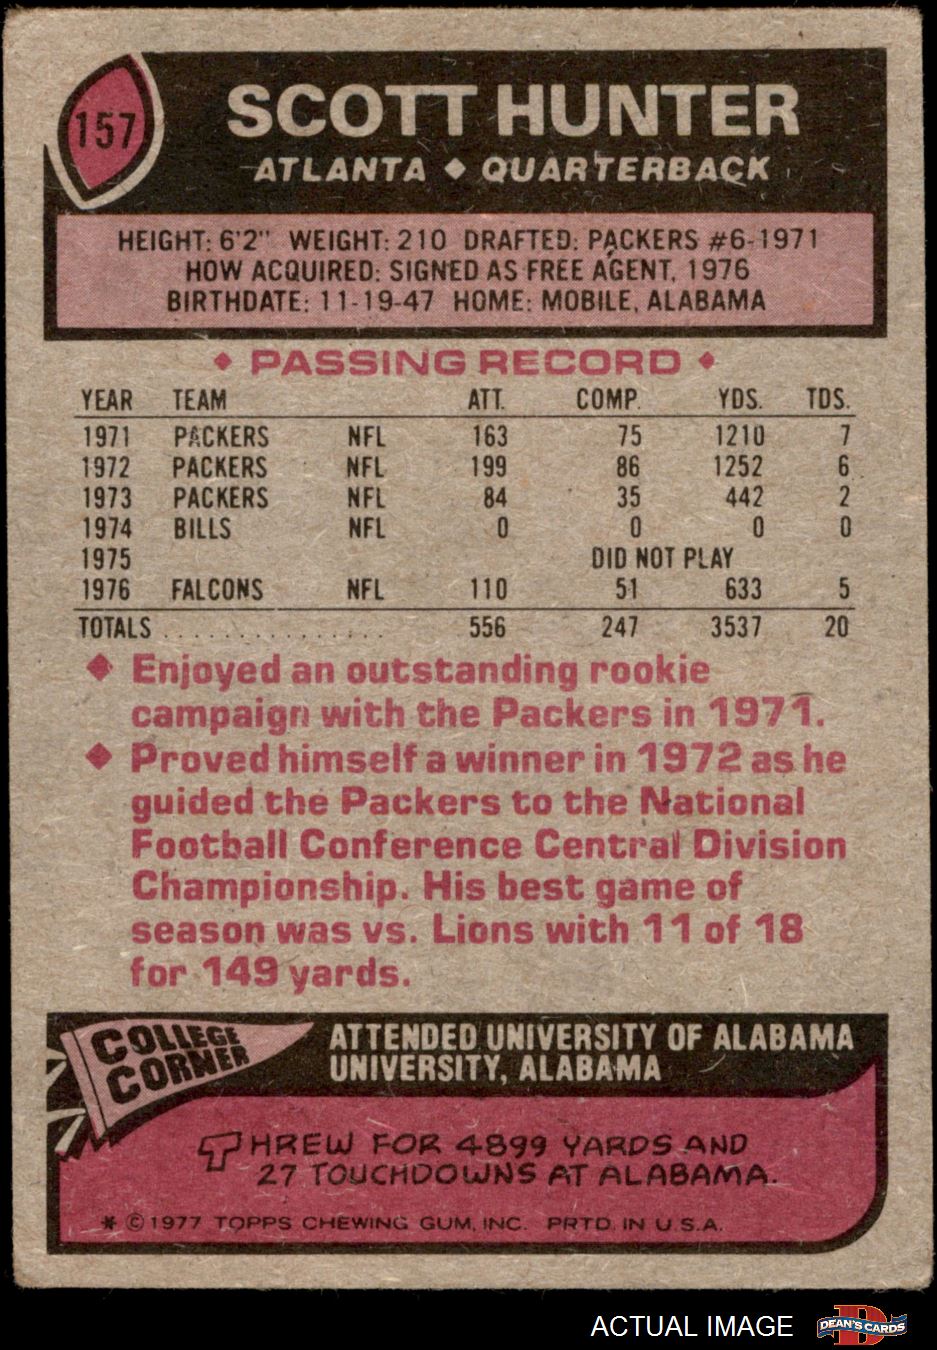 157
SCOTT HUNTER
ATLANTA ◆ QUARTERBACK
HEIGHT: 6'2" WEIGHT: 210 DRAFTED: PACKERS #6-1971
HOW ACQUIRED: SIGNED AS FREE AGENT, 1976
BIRTHDATE: 11-19-47 HOME: MOBILE, ALABAMA
◆ PASSING RECORD ◆
YEAR TEAM ATT. COMP. YDS. TDS.
1971 PACKERS NFL 163 75 1210 7
1972 PACKERS NFL 199 86 1252 6
1973 PACKERS NFL 84 35 442 2
1974 BILLS NFL 0 0 0 0
1975 DID NOT PLAY
1976 FALCONS NFL 110 51 633 5
TOTALS . . . . . . . . . . . . . . . . 556 247 3537 20
◆ Enjoyed an outstanding rookie
campaign with the Packers in 1971.
◆ Proved himself a winner in 1972 as he
guided the Packers to the National
Football Conference Central Division
Championship. His best game of
season was vs. Lions with 11 of 18
for 149 yards.
COLLEGE
CORNER
ATTENDED UNIVERSITY OF ALABAMA
UNIVERSITY, ALABAMA
THREW FOR 4899 YARDS AND
27 TOUCHDOWNS AT ALABAMA.
* © 1977 TOPPS CHEWING GUM, INC. PRTD. IN U.S.A.
ACTUAL IMAGE
D
DEAN'S CARDS